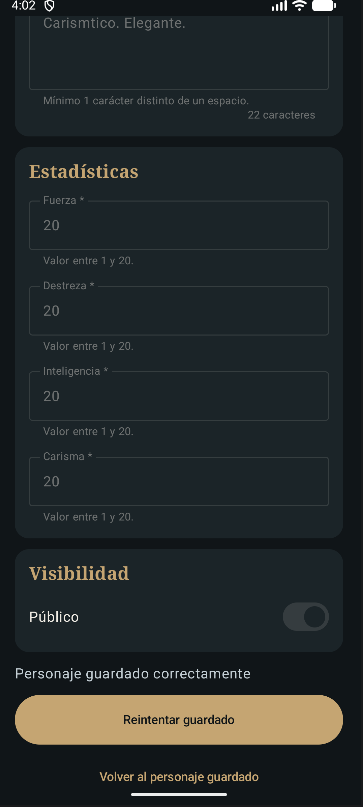 4:02
Carismtico. Elegante.
Mínimo 1 carácter distinto de un espacio.
22 caracteres
Estadísticas
Fuerza *
20
Valor entre 1 y 20.
Destreza *
20
Valor entre 1 y 20.
Inteligencia *
20
Valor entre 1 y 20.
Carisma *
20
Valor entre 1 y 20.
Visibilidad
Público
Personaje guardado correctamente
Reintentar guardado
Volver al personaje guardado